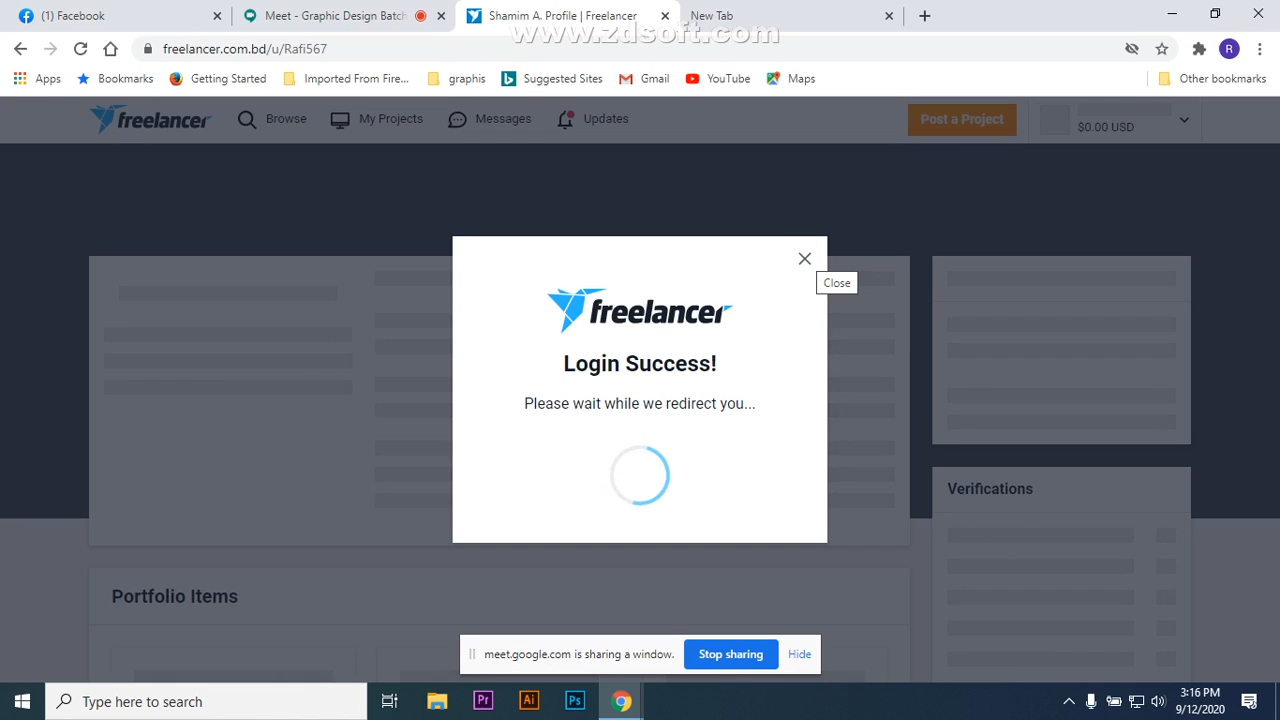 (1) Facebook
Meet - Graphic Design Batch
Shamim A. Profile | Freelancer
New Tab
www.zdsoft.com
freelancer.com.bd/u/Rafi567
R
Apps
Bookmarks
Getting Started
Imported From Fire...
graphis
Suggested Sites
Gmail
YouTube
Maps
Other bookmarks
freelancer
Browse
My Projects
Messages
Updates
Post a Project
$0.00 USD
Close
freelancer
Login Success!
Please wait while we redirect you...
Verifications
Portfolio Items
meet.google.com is sharing a window.
Stop sharing
Hide
Type here to search
Pr
Ai
Ps
3:16 PM
9/12/2020